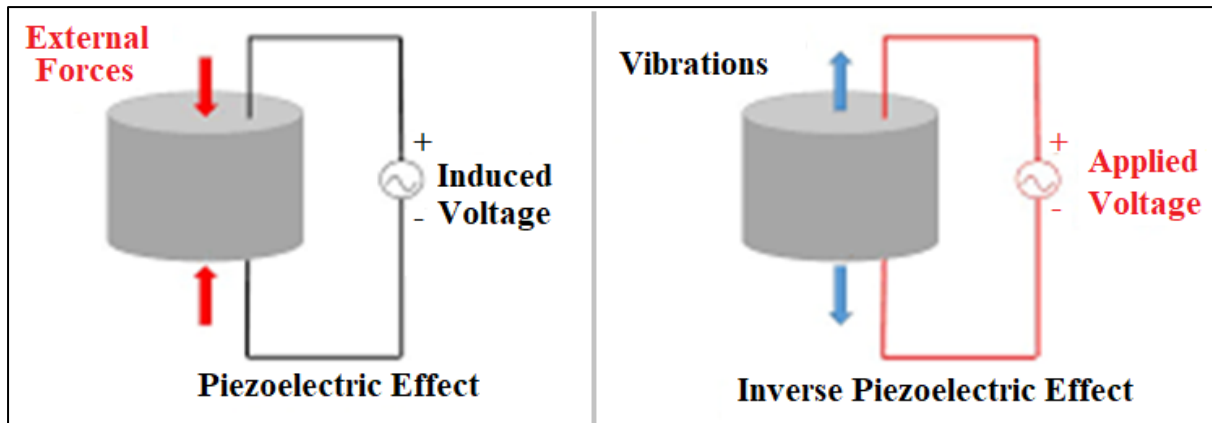 External
Forces
+
Induced
Voltage
-
Piezoelectric Effect
Vibrations
+
Applied
Voltage
-
Inverse Piezoelectric Effect